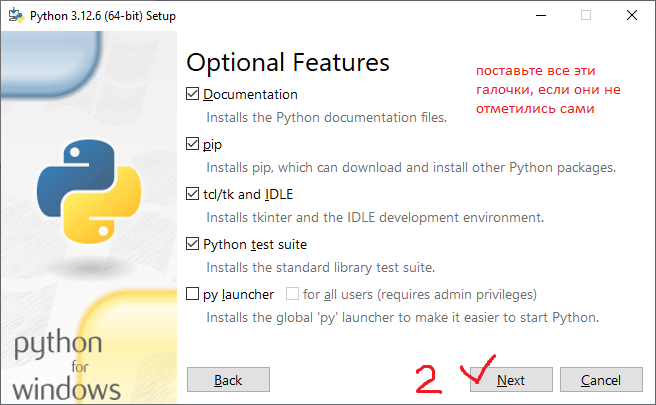 Python 3.12.6 (64-bit) Setup
Optional Features
поставьте все эти
галочки, если они не
отметились сами
Documentation
Installs the Python documentation files.
pip
Installs pip, which can download and install other Python packages.
tcl/tk and IDLE
Installs tkinter and the IDLE development environment.
Python test suite
Installs the standard library test suite.
py launcher for all users (requires admin privileges)
Installs the global 'py' launcher to make it easier to start Python.
python
for
windows
Back 2 Next Cancel